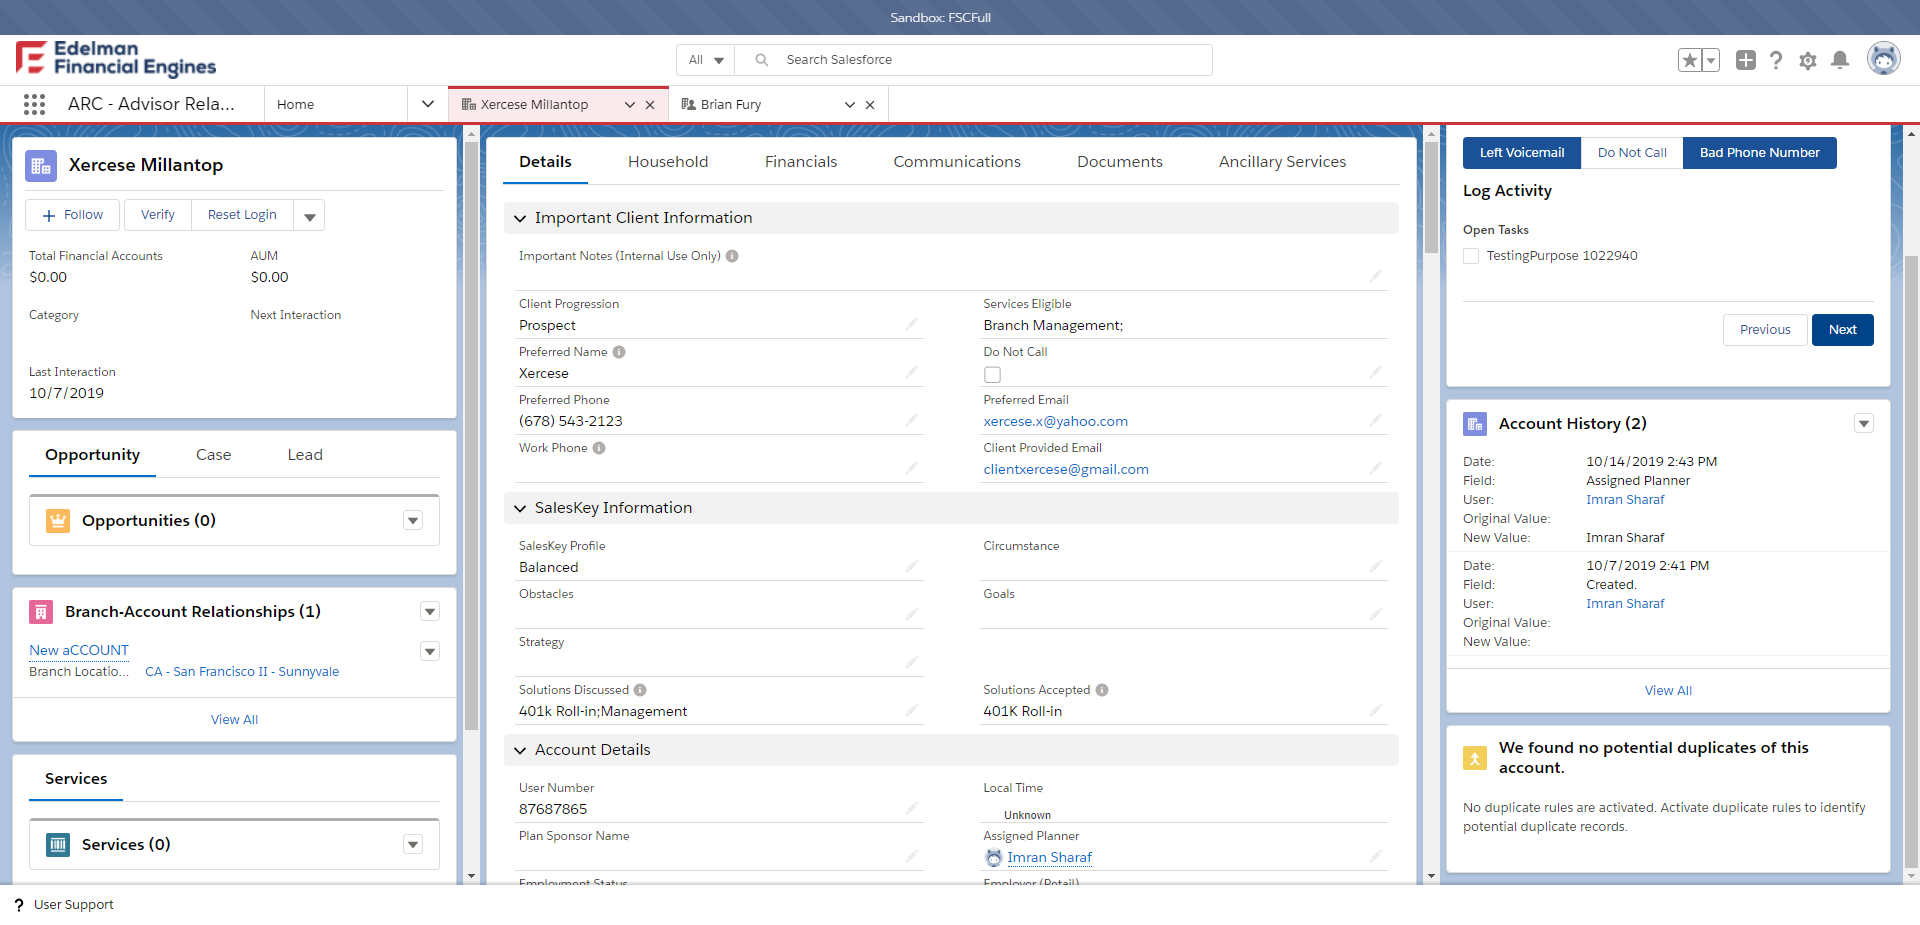 Sandbox: FSCFull
Edelman
Financial Engines
All
Search Salesforce
ARC - Advisor Rela...
Home
Xercese Millantop
Brian Fury
Xercese Millantop
Follow
Verify
Reset Login
Total Financial Accounts
AUM
$0.00
$0.00
Category
Next Interaction
Last Interaction
10/7/2019
Opportunity
Case
Lead
Opportunities (0)
Branch-Account Relationships (1)
New aCCOUNT
Branch Locatio...
CA - San Francisco II - Sunnyvale
View All
Services
Services (0)
Details
Household
Financials
Communications
Documents
Ancillary Services
Important Client Information
Important Notes (Internal Use Only)
Client Progression
Services Eligible
Prospect
Branch Management;
Preferred Name
Do Not Call
Xercese
Preferred Phone
Preferred Email
(678) 543-2123
xercese.x@yahoo.com
Work Phone
Client Provided Email
clientxercese@gmail.com
SalesKey Information
SalesKey Profile
Circumstance
Balanced
Obstacles
Goals
Strategy
Solutions Discussed
Solutions Accepted
401k Roll-in;Management
401K Roll-in
Account Details
User Number
Local Time
87687865
Unknown
Plan Sponsor Name
Assigned Planner
Imran Sharaf
Employment Status
Employer (Retail)
Left Voicemail
Do Not Call
Bad Phone Number
Log Activity
Open Tasks
TestingPurpose 1022940
Previous
Next
Account History (2)
Date:
10/14/2019 2:43 PM
Field:
Assigned Planner
User:
Imran Sharaf
Original Value:
New Value:
Imran Sharaf
Date:
10/7/2019 2:41 PM
Field:
Created.
User:
Imran Sharaf
Original Value:
New Value:
View All
We found no potential duplicates of this
account.
No duplicate rules are activated. Activate duplicate rules to identify
potential duplicate records.
? User Support